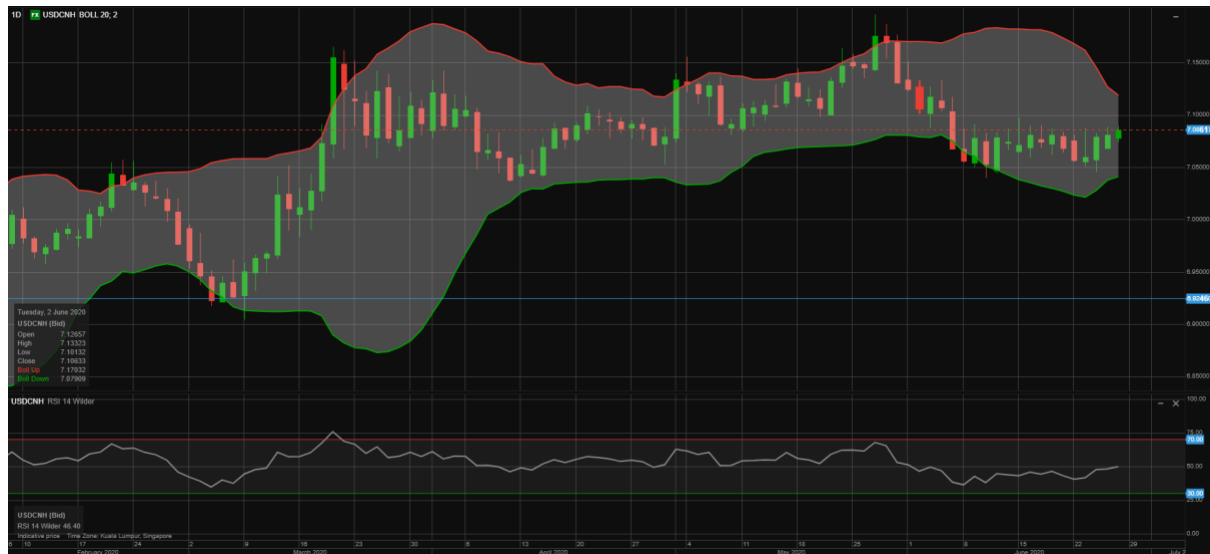 1D FX USDCNH BOLL 20; 2
7.15000
7.10000
7.0861
7.05000
7.00000
6.95000
6.92460
6.90000
6.85000
Tuesday, 2 June 2020
USDCNH (Bid)
Open 7.12657
High 7.13323
Low 7.10132
Close 7.10633
Boll Up 7.17032
Boll Down 7.07909
USDCNH RSI 14 Wilder
100.00
75.00
70.00
50.00
30.00
25.00
0.00
USDCNH (Bid)
RSI 14 Wilder 46.40
Indicative price Time Zone: Kuala Lumpur, Singapore
10 17 24 2 9 16 23 30 6 13 20 27 4 11 18 25 1 8 15 22 29
February 2020 March 2020 April 2020 May 2020 June 2020 July 2